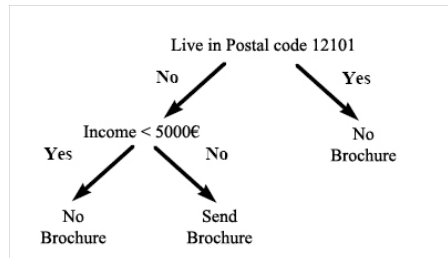 Live in Postal code 12101
No
Yes
Income < 5000€
No
Brochure
Yes
No
No
Brochure
Send
Brochure